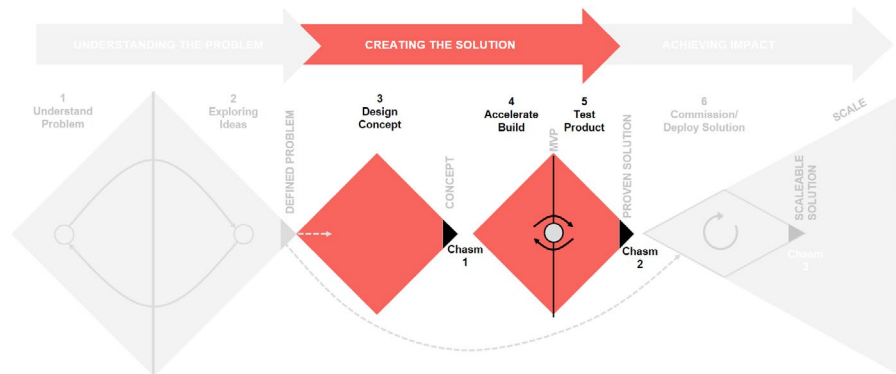 UNDERSTANDING THE PROBLEM
CREATING THE SOLUTION
ACHIEVING IMPACT
1
Understand
Problem
2
Exploring
Ideas
3
Design
Concept
4
Accelerate
Build
5
Test
Product
6
Commission/
Deploy Solution
SCALE
DEFINED PROBLEM
CONCEPT
MVP
PROVEN SOLUTION
SCALEABLE
SOLUTION
Chasm
1
Chasm
2
Chasm
3